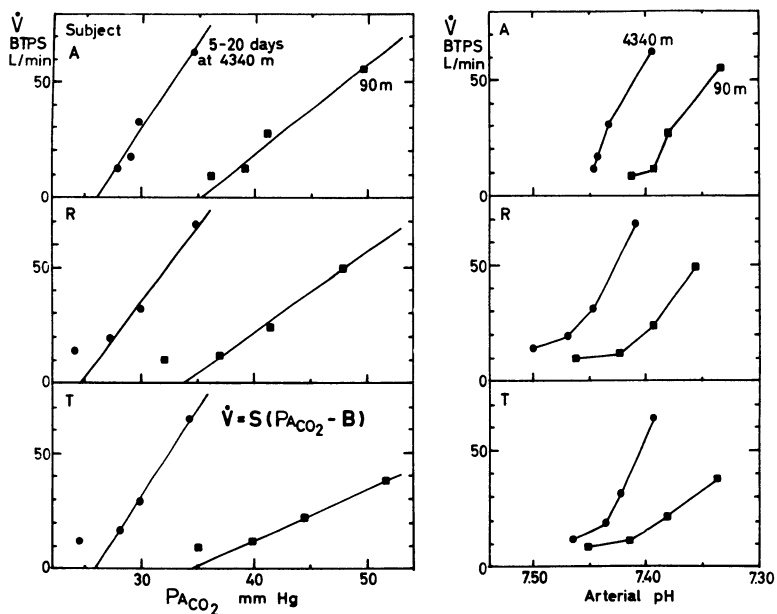 V̇
BTPS
L/min
Subject
A
5-20 days
at 4340 m
90 m
50
0
R
50
0
T
V̇ = S (PACO2 - B)
50
0
30
40
50
PACO2 mm Hg
V̇
BTPS
L/min
A
4340 m
90 m
50
0
R
50
0
T
50
0
7.50
7.40
7.30
Arterial pH